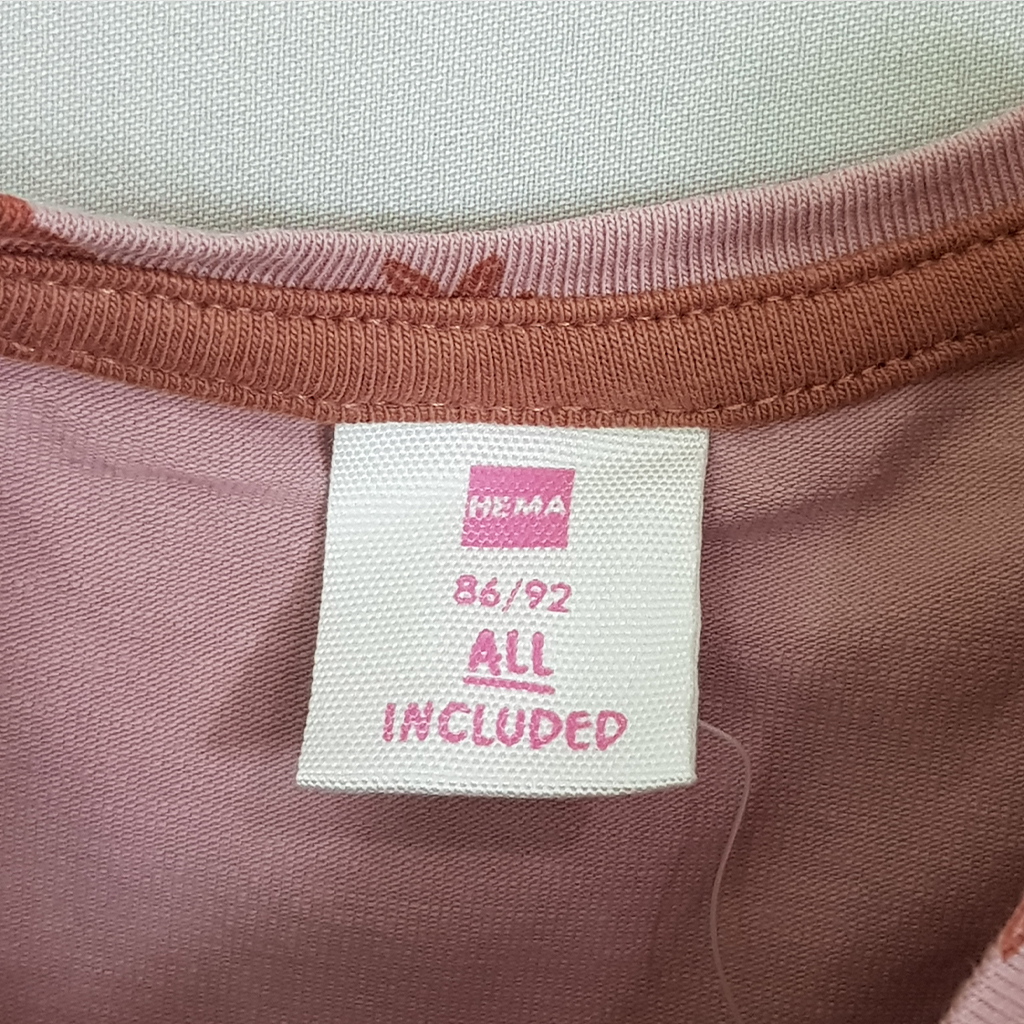 HEMA
86/92
ALL
INCLUDED